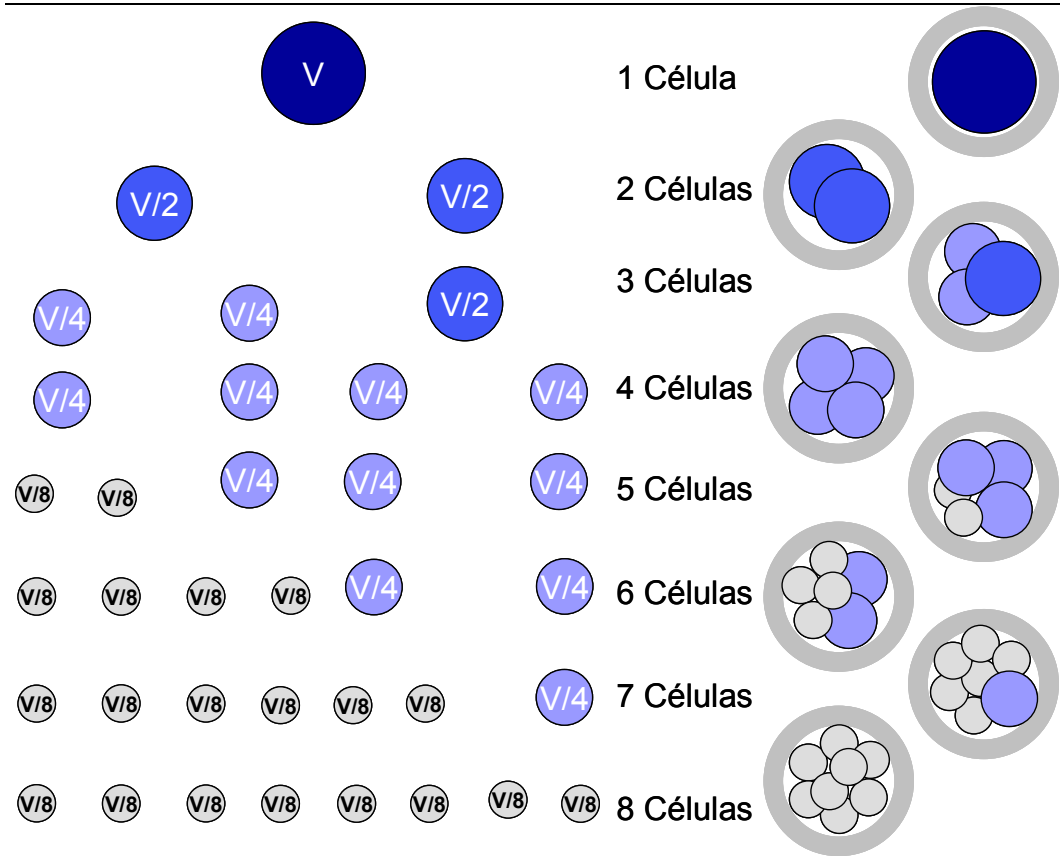 V 1 Célula
V/2 V/2 2 Células
V/4 V/4 V/2 3 Células
V/4 V/4 V/4 V/4 4 Células
V/8 V/8 V/4 V/4 V/4 5 Células
V/8 V/8 V/8 V/8 V/4 V/4 6 Células
V/8 V/8 V/8 V/8 V/8 V/8 V/4 7 Células
V/8 V/8 V/8 V/8 V/8 V/8 V/8 V/8 8 Células